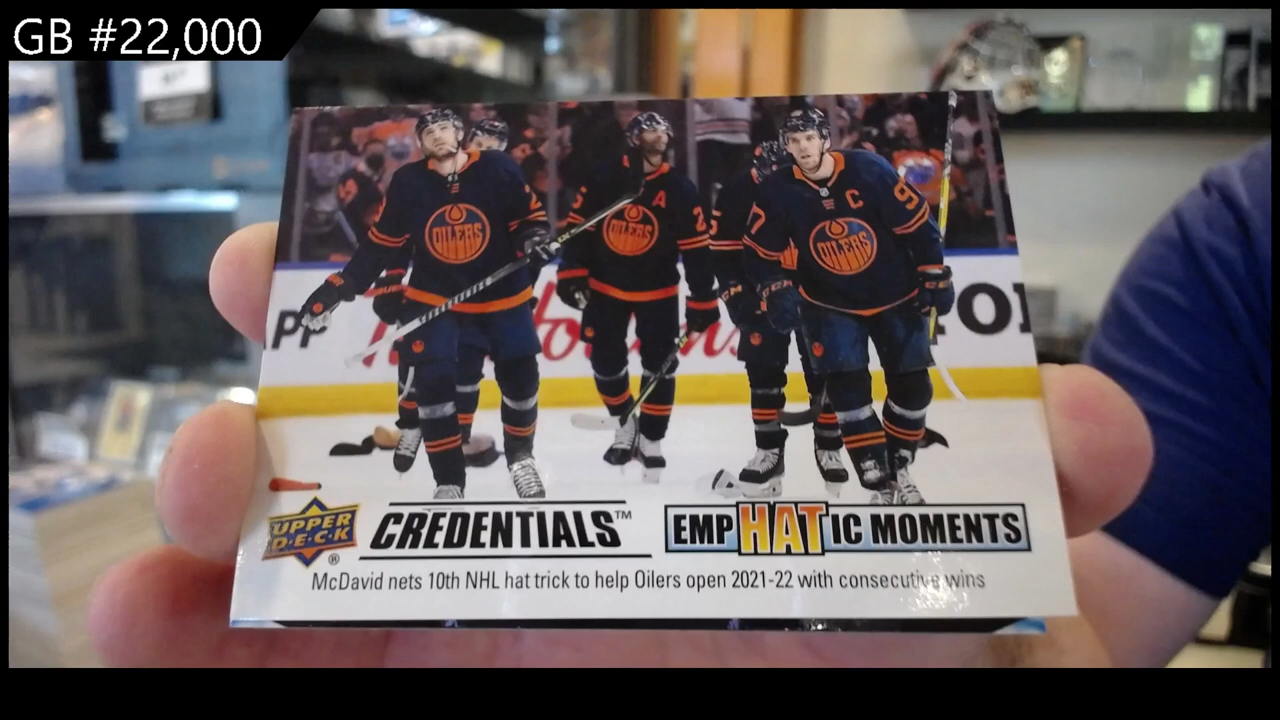 GB #22,000
OILERS
A
OILERS
C
97
OILERS
UPPER
D·E·C·K
®
CREDENTIALS™
EMPHATIC MOMENTS
McDavid nets 10th NHL hat trick to help Oilers open 2021-22 with consecutive wins